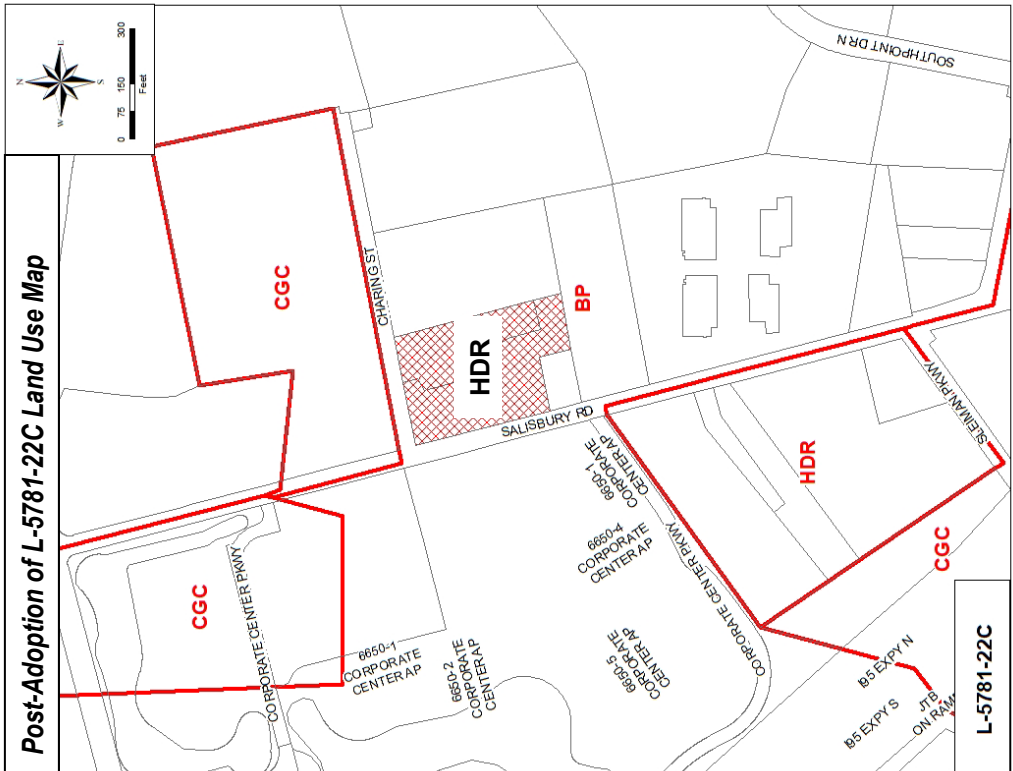 Post-Adoption of L-5781-22C Land Use Map
N
E
S
W
0 75 150 300
Feet
SOUTHPOINT DR N
CGC
CHARING ST
HDR
BP
SALISBURY RD
CGC
CORPORATE CENTER PKWY
6650-1
CORPORATE
CENTER AP
6650-2
CORPORATE
CENTER AP
6650-1
CORPORATE
CENTER AP
6650-4
CORPORATE
CENTER AP
6650-5
CORPORATE
CENTER AP
CORPORATE CENTER PKWY
SLEIMAN PKWY
HDR
CGC
I95 EXPY N
I95 EXPY S
JTB
ON RAM
L-5781-22C